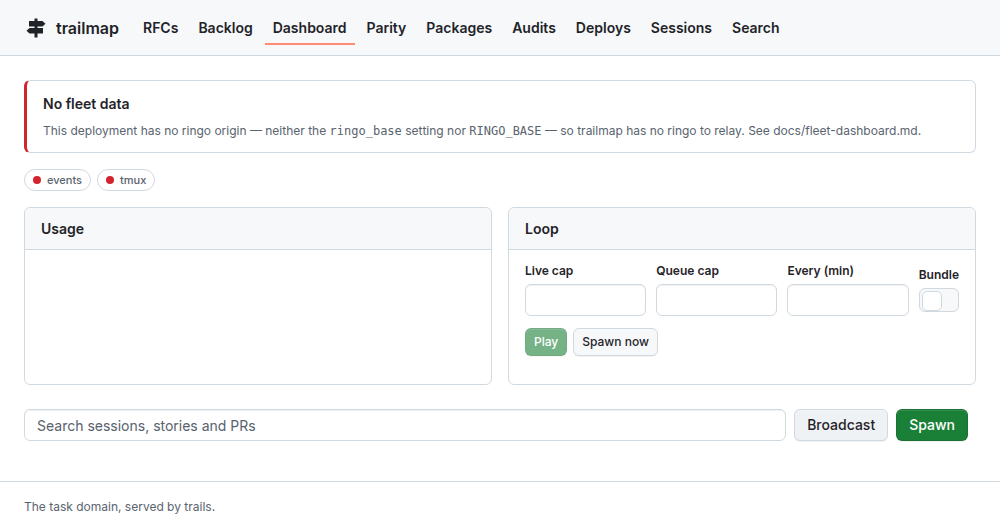 trailmap RFCs Backlog Dashboard Parity Packages Audits Deploys Sessions Search
No fleet data
This deployment has no ringo origin — neither the ringo_base setting nor RINGO_BASE — so trailmap has no ringo to relay. See docs/fleet-dashboard.md.
events tmux
Usage
Loop
Live cap Queue cap Every (min) Bundle
Play Spawn now
Search sessions, stories and PRs Broadcast Spawn
The task domain, served by trails.